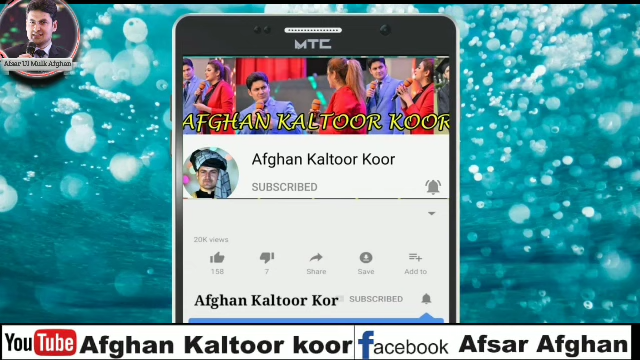 Afsar Ul Mulk Afghan
MTC
AFGHAN KALTOOR KOOR
Afghan Kaltoor Koor
SUBSCRIBED
20K views
158
7
Share
Save
Add to
Afghan Kaltoor Kor
SUBSCRIBED
YouTube Afghan Kaltoor koor
facebook Afsar Afghan